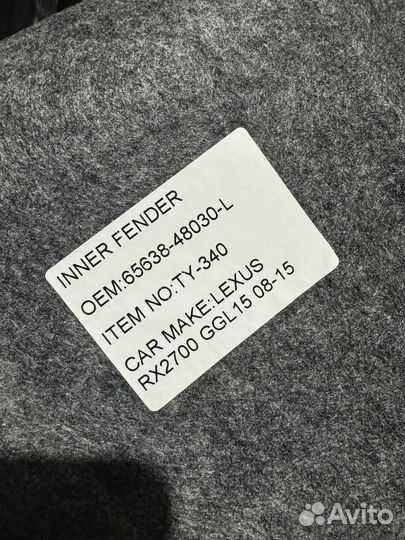 INNER FENDER
OEM:65638-48030-L
ITEM NO:TY-340
CAR MAKE:LEXUS
RX2700 GGL15 08-15
Avito